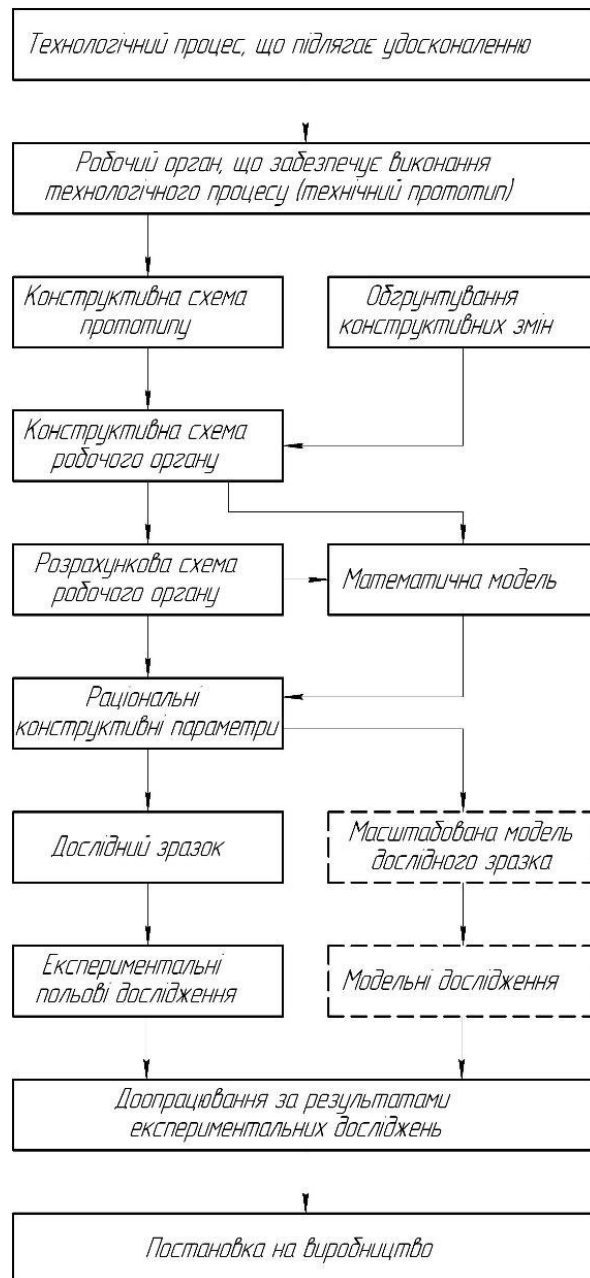 Технологічний процес, що підлягає удосконаленню
Робочий орган, що забезпечує виконання
технологічного процесу (технічний прототип)
Конструктивна схема
прототипу
Обгрунтування
конструктивних змін
Конструктивна схема
робочого органу
Розрахункова схема
робочого органу
Математична модель
Раціональні
конструктивні параметри
Дослідний зразок
Масштабована модель
дослідного зразка
Експериментальні
польові дослідження
Модельні дослідження
Доопрацювання за результатами
експериментальних досліджень
Постановка на виробництво